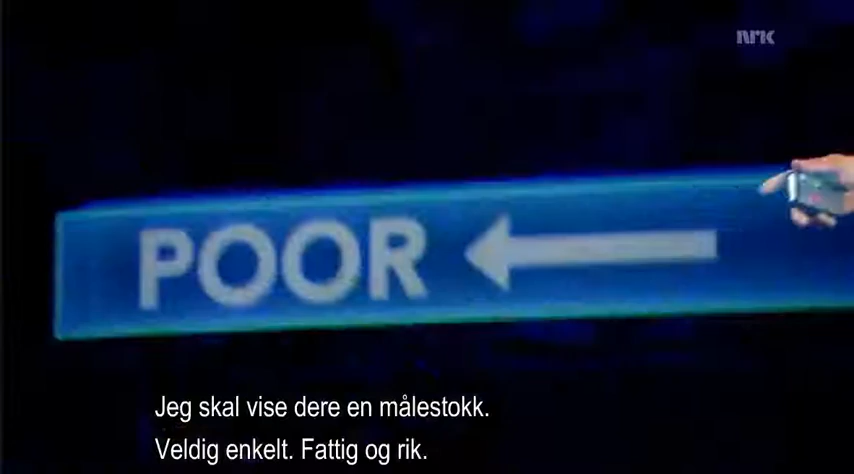 nrk
POOR
Jeg skal vise dere en målestokk.
Veldig enkelt. Fattig og rik.